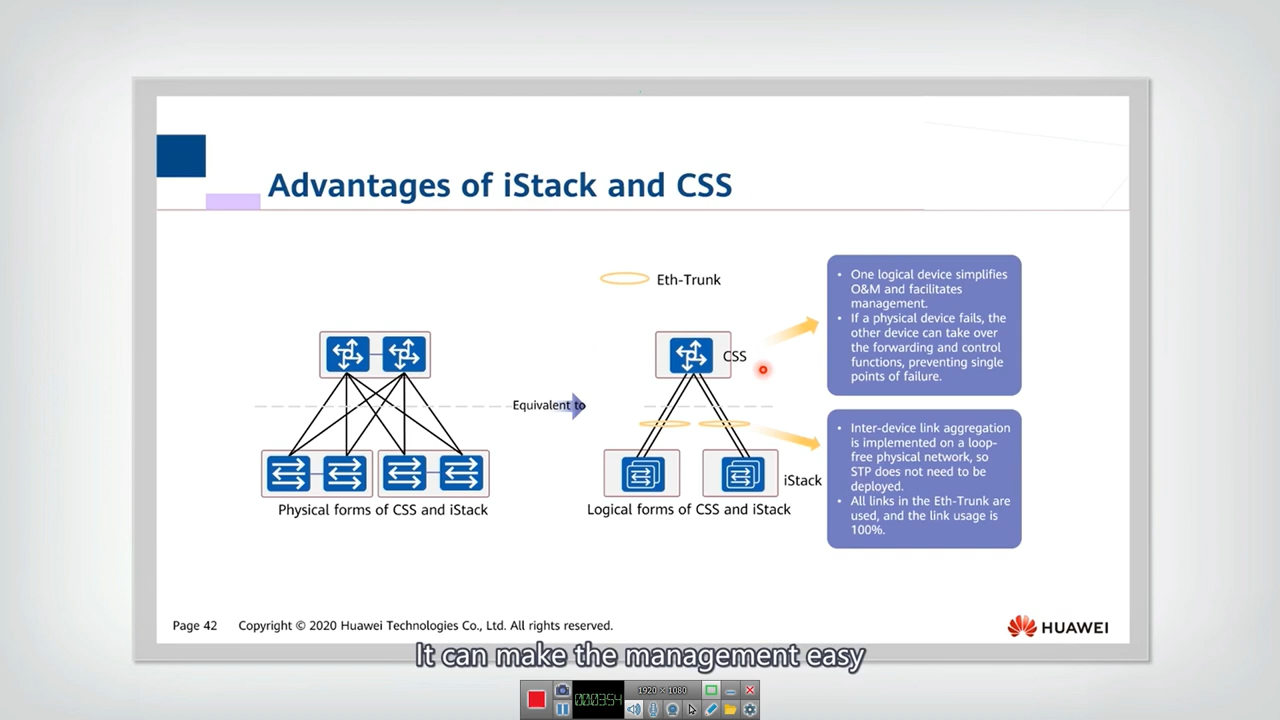 Advantages of iStack and CSS
Eth-Trunk
CSS
Equivalent to
iStack
Physical forms of CSS and iStack
Logical forms of CSS and iStack
• One logical device simplifies
O&M and facilitates
management.
• If a physical device fails, the
other device can take over
the forwarding and control
functions, preventing single
points of failure.
• Inter-device link aggregation
is implemented on a loop-
free physical network, so
STP does not need to be
deployed.
• All links in the Eth-Trunk are
used, and the link usage is
100%.
Page 42
Copyright © 2020 Huawei Technologies Co., Ltd. All rights reserved.
HUAWEI
It can make the management easy
000354
1920 × 1080